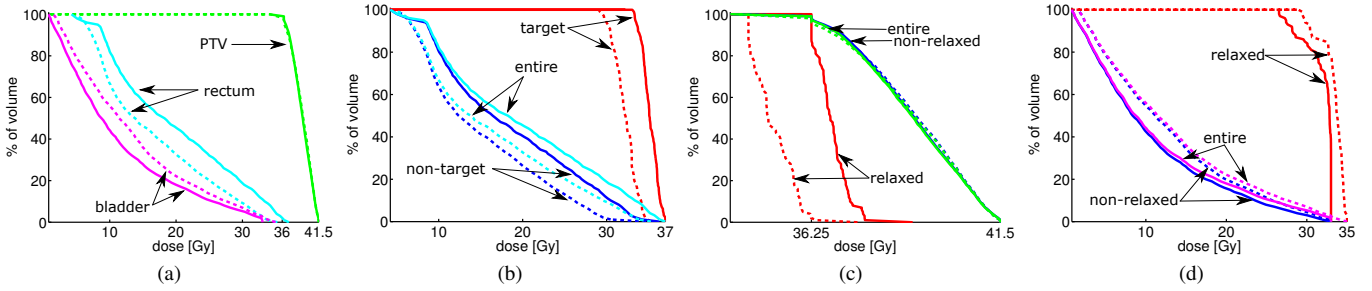 100
80
60
40
20
0
% of volume
PTV
rectum
bladder
10
20
30
36
41.5
dose [Gy]
(a)
100
80
60
40
20
0
% of volume
target
entire
non-target
10
20
30
37
dose [Gy]
(b)
100
80
60
40
20
0
% of volume
entire
non-relaxed
relaxed
36.25
41.5
dose [Gy]
(c)
100
80
60
40
20
0
% of volume
relaxed
entire
non-relaxed
10
20
30
35
dose [Gy]
(d)